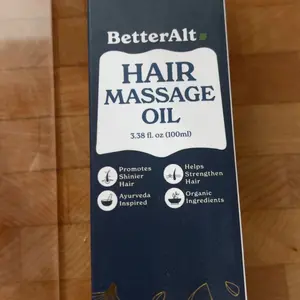 BetterAlt
HAIR
MASSAGE
OIL
3.38 fl. oz (100ml)
Promotes
Shinier
Hair
Helps
Strengthen
Hair
Ayurveda
Inspired
Organic
Ingredients